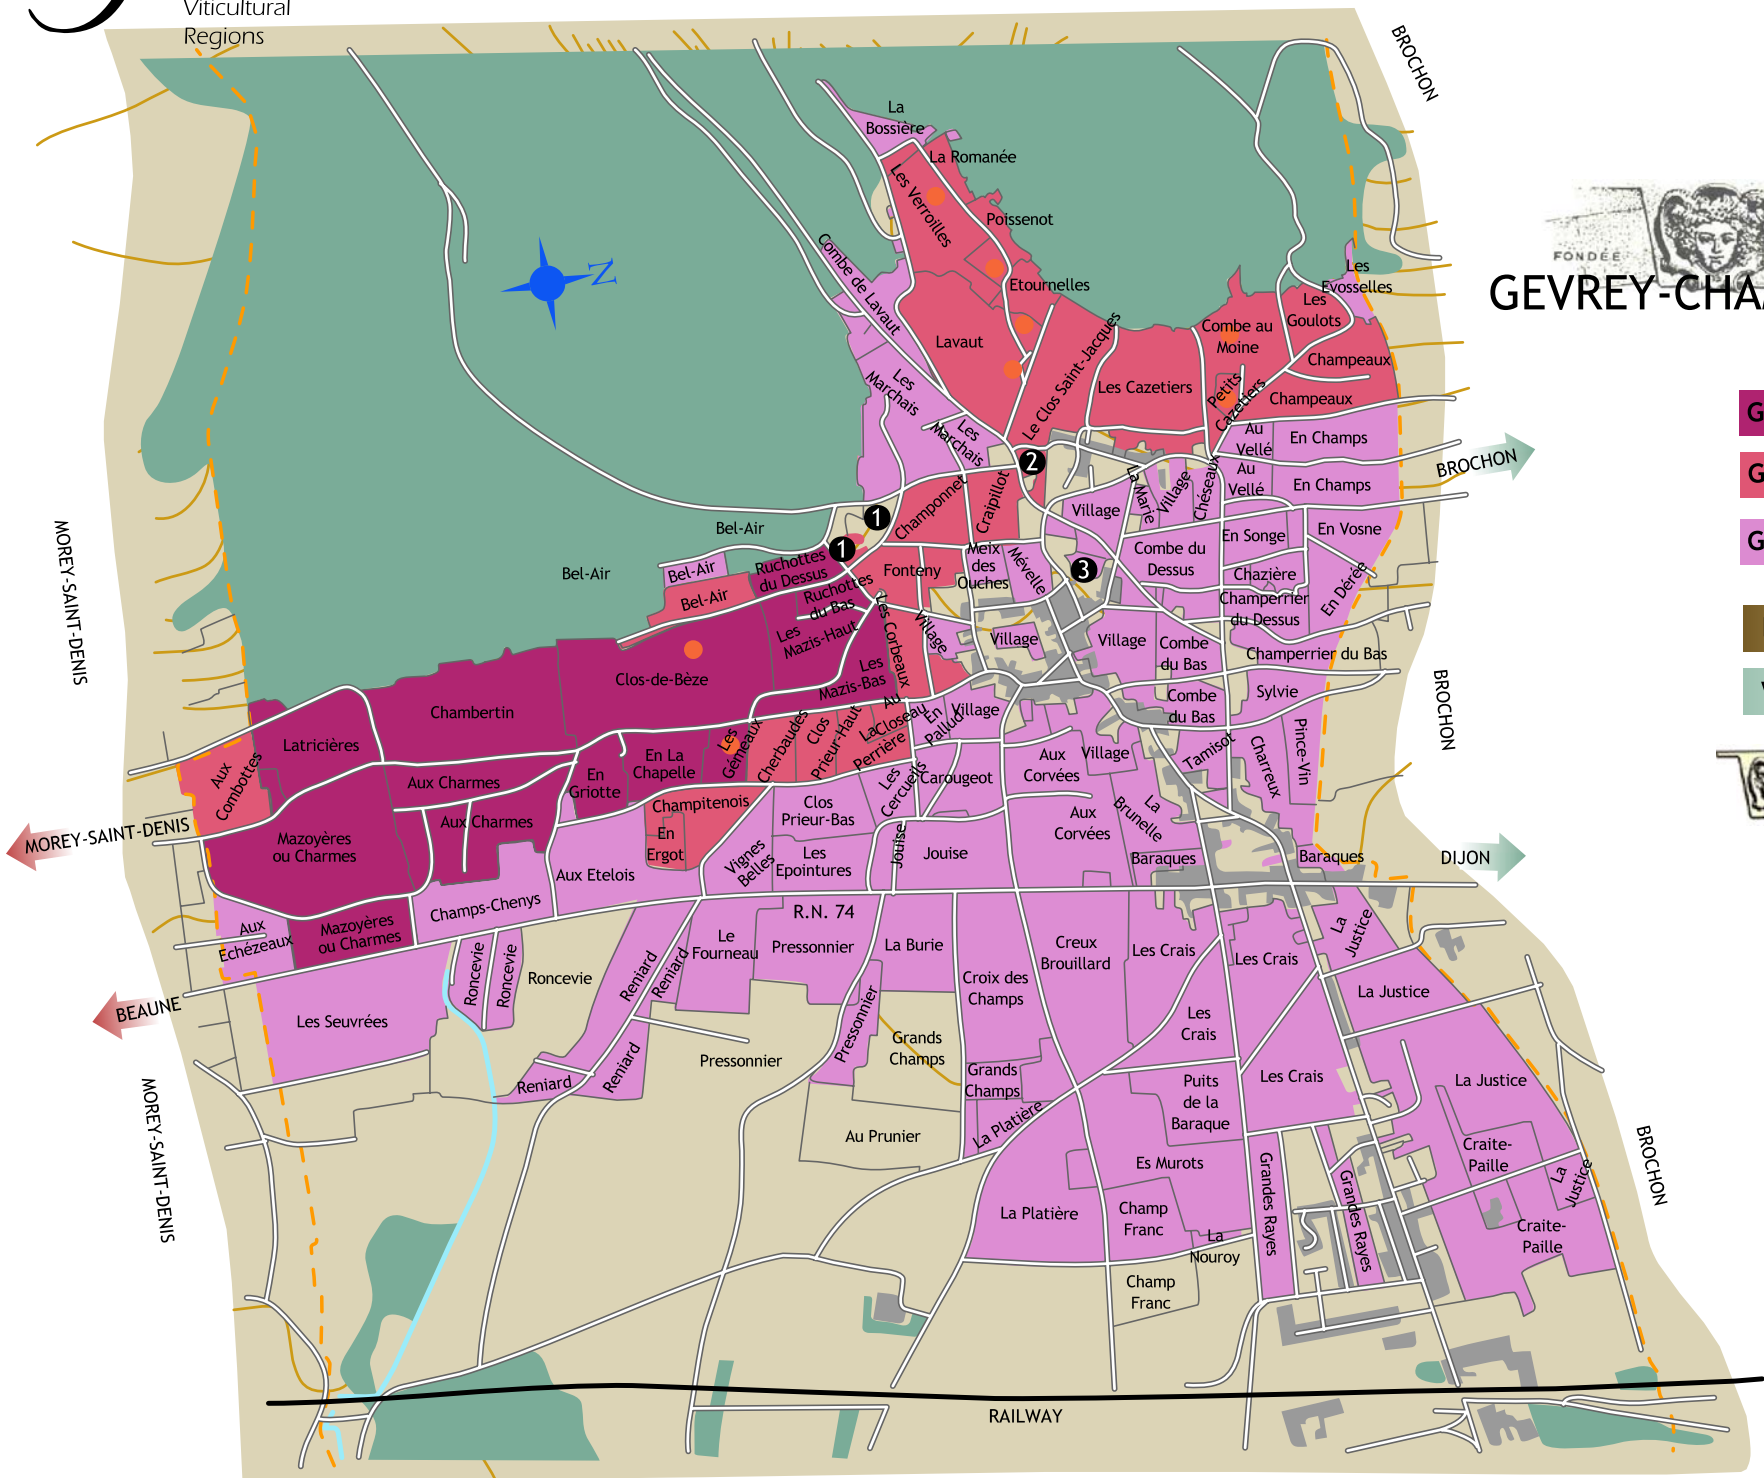 Viticultural
Regions
BROCHON
La
Bossière
La Romanée
Les Verroilles
Poissenot
FONDÉE
GEVREY-CHA
Combe de Lavaut
Etournelles
Les
Evosselles
Les
Goulots
Combe au
Moine
Lavaut
Le Clos Saint-Jacques
Champeaux
Les
Marchais
Les Cazetiers
Petits
Cazetiers
Champeaux
G
Les
Marchais
Au
Vellé
En Champs
BROCHON
2
G
Au
Vellé
En Champs
La Marie
Village
Chéseaux
Champonnet
Craipillot
Village
1
Bel-Air
En Songe
En Vosne
G
1
Meix
des
Ouches
Mévelle
Combe du
Dessus
Ruchottes
du Dessus
Fonteny
3
Chazière
En Dérée
Bel-Air
Bel-Air
Bel-Air
Ruchottes
du Bas
Champerrier
du Dessus
MOREY-SAINT-DENIS
Les
Mazis-Haut
Les Corbeaux
Village
Village
Village
Combe
du Bas
Champerrier du Bas
Clos-de-Bèze
Les
Mazis-Bas
Sylvie
BROCHON
Chambertin
Au
Closeau
En
Pallud
Village
Combe
du Bas
Latricières
Les
Gémeaux
Cherbaudes
Clos
Prieur-Haut
La
Perrière
Aux
Corvées
Village
Tamisot
Charreux
Pince-Vin
Aux
Combottes
Aux Charmes
En
Griotte
En La
Chapelle
Les
Cercueils
Carougeot
MOREY-SAINT-DENIS
Mazoyères
ou Charmes
Aux Charmes
Champitenois
Clos
Prieur-Bas
Aux
Corvées
La
Brunelle
En
Ergot
Vignes
Belles
Les
Epointures
Jouise
Jouise
Baraques
Baraques
DIJON
Aux Etelois
Champs-Chenys
R.N. 74
Aux
Echézeaux
Mazoyères
ou Charmes
La
Justice
Roncevie
Roncevie
Roncevie
Reniard
Reniard
Le
Fourneau
Pressonnier
La Burie
Creux
Brouillard
Les Crais
Les Crais
Croix des
Champs
La Justice
BEAUNE
Les Seuvrées
Pressonnier
Grands
Champs
Les
Crais
Pressonnier
Reniard
Reniard
Grands
Champs
Les Crais
La Justice
Puits
de la
Baraque
MOREY-SAINT-DENIS
Au Prunier
La Platière
Craite-
Paille
La
Justice
BROCHON
Es Murots
Grandes Rayes
Grandes Rayes
La Platière
Champ
Franc
La
Nouroy
Craite-
Paille
Champ
Franc
RAILWAY
N